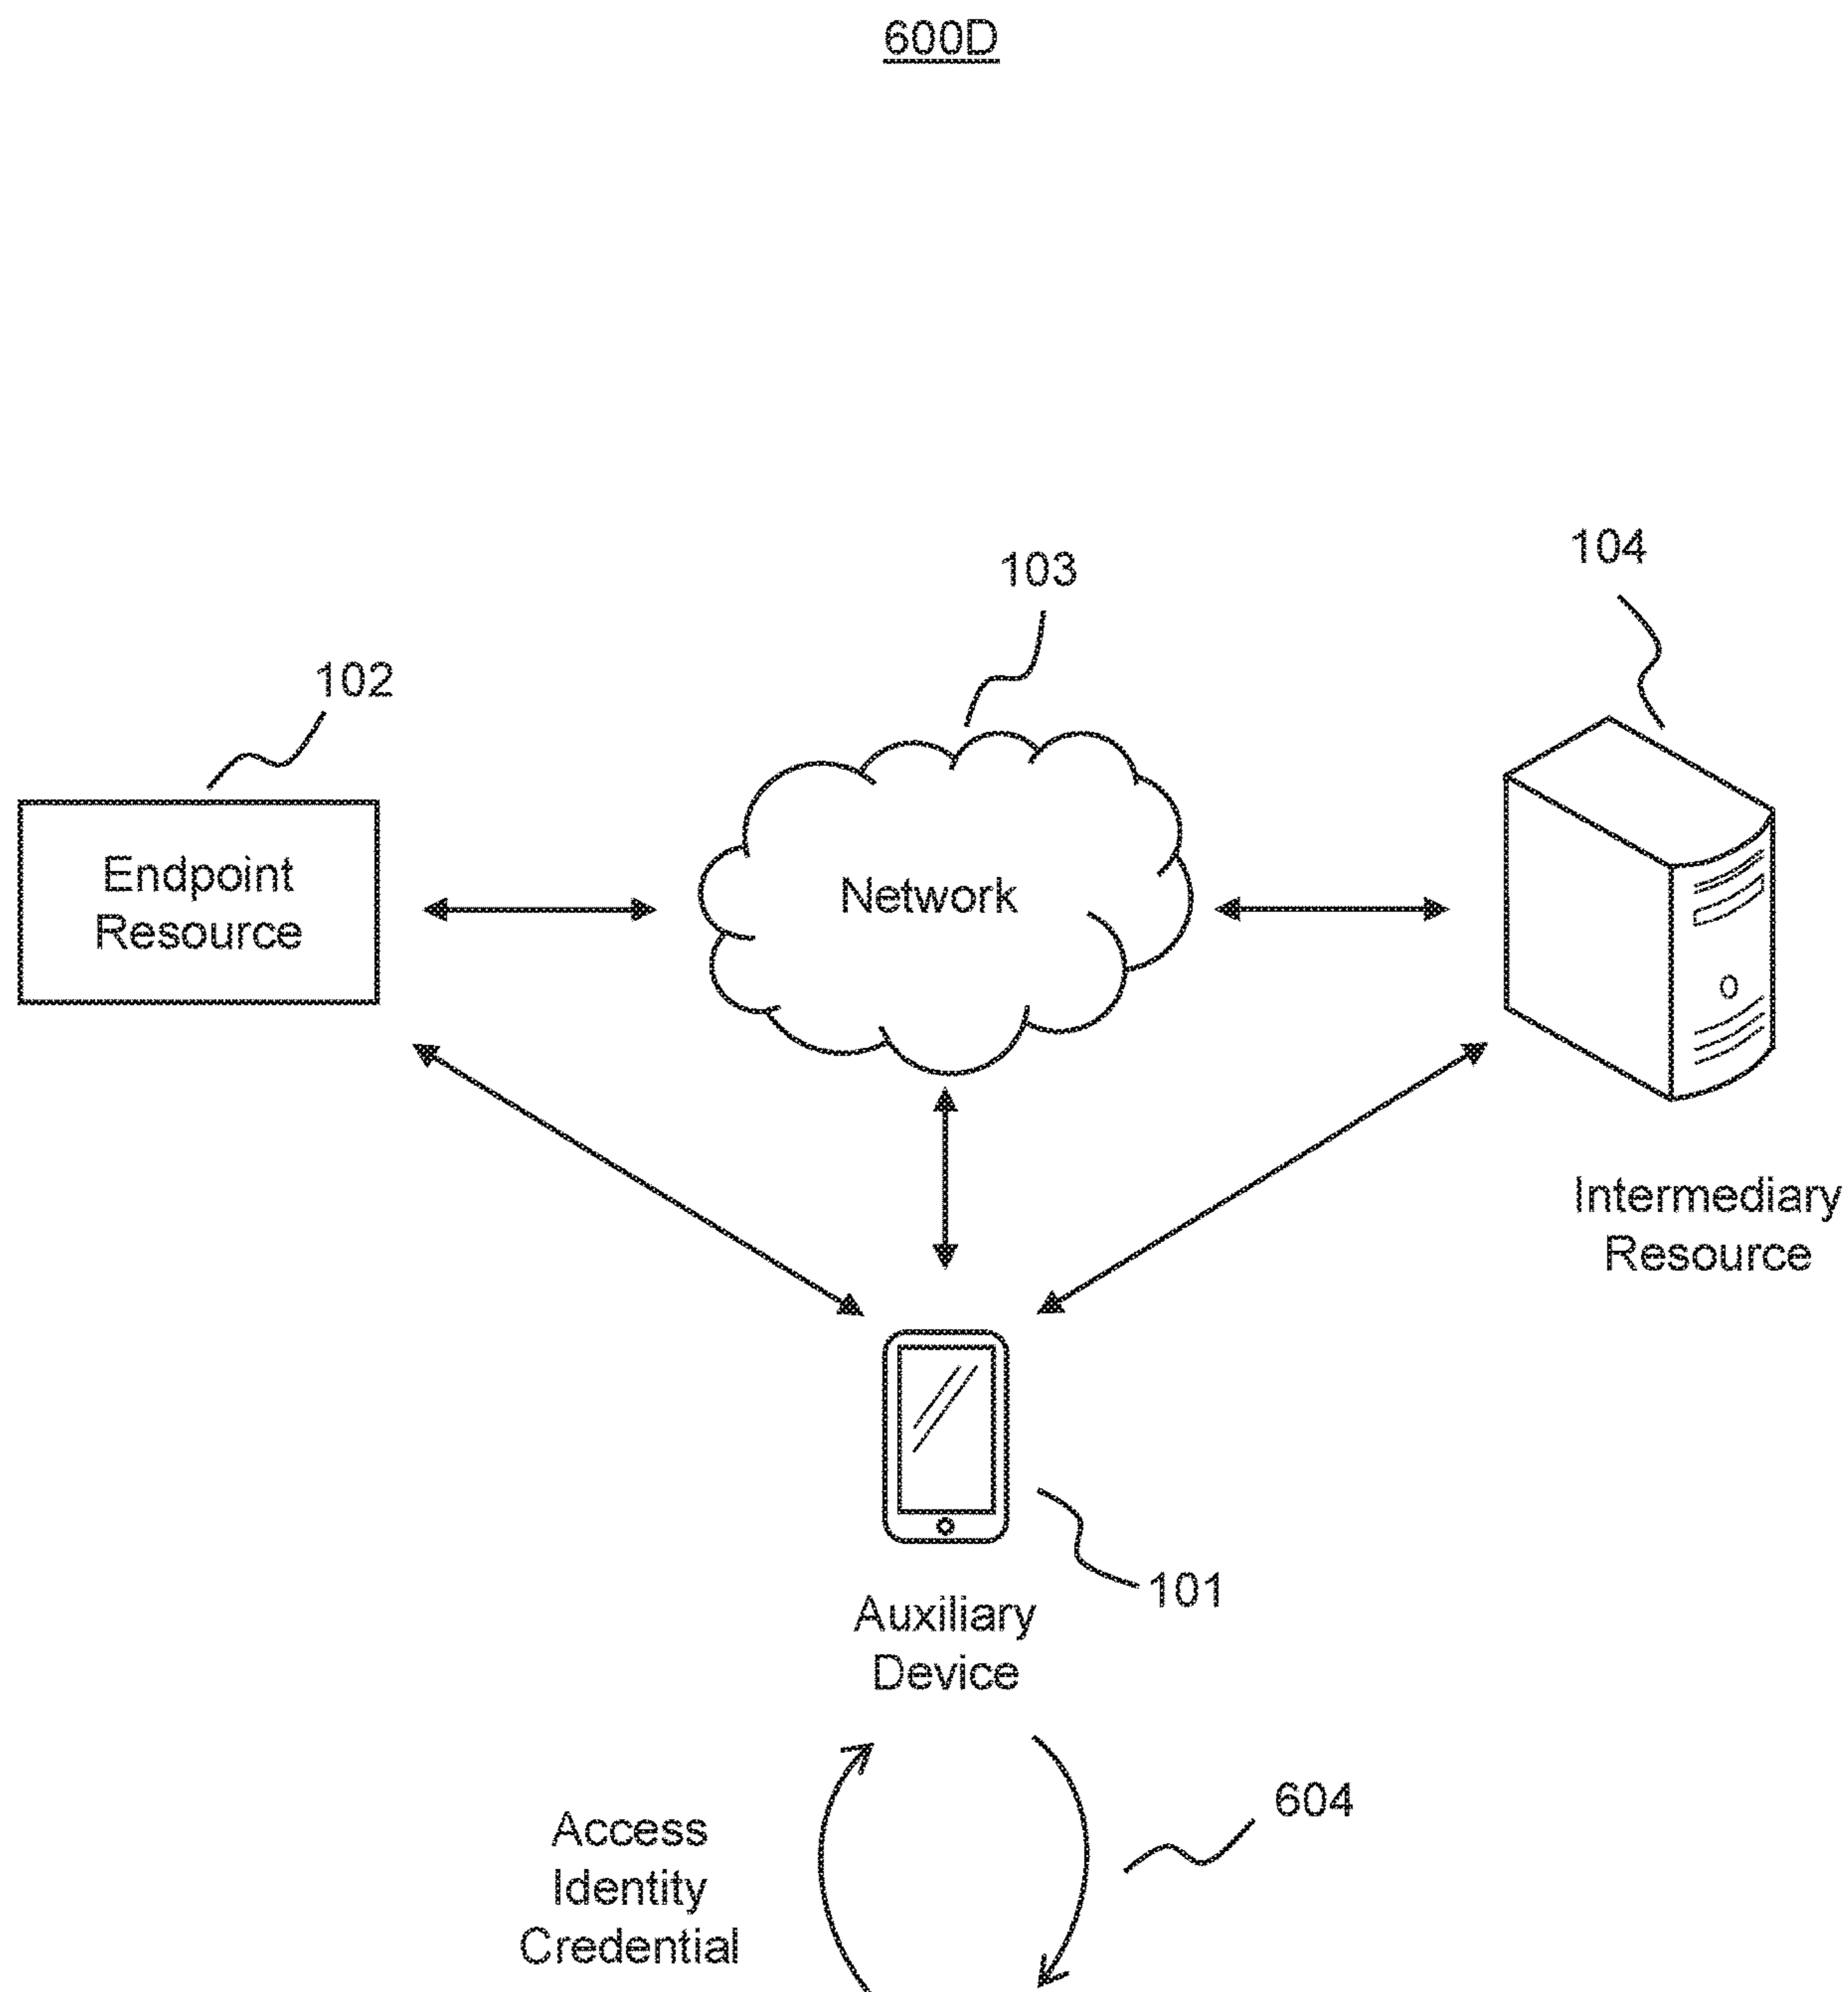 600D
103
104
102
Endpoint
Resource
Network
Intermediary
Resource
101
Auxiliary
Device
604
Access
Identity
Credential